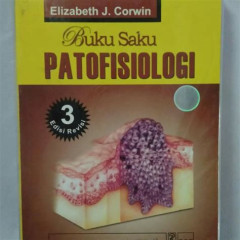 Elizabeth J. Corwin
Buku Saku
PATOFISIOLOGI
3
Edisi Revisi